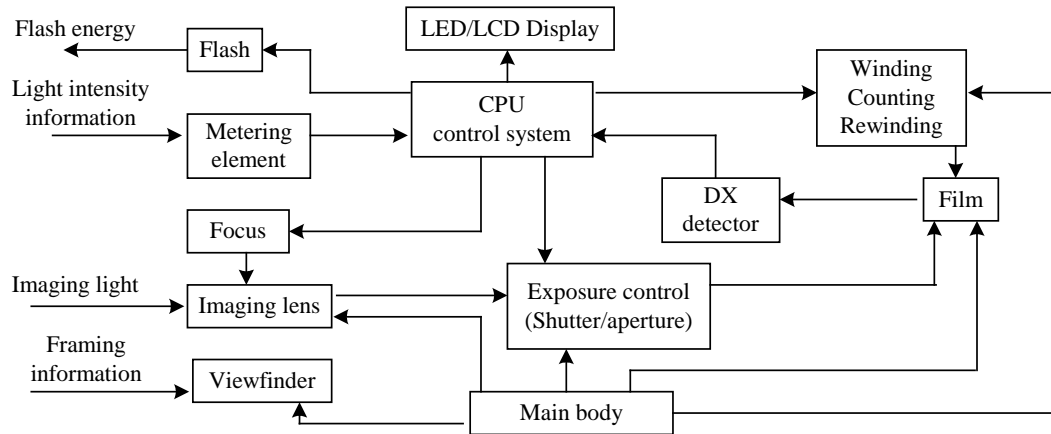 Flash energy
Flash
LED/LCD Display
Light intensity
information
Metering
element
CPU
control system
Winding
Counting
Rewinding
DX
detector
Film
Focus
Imaging light
Imaging lens
Exposure control
(Shutter/aperture)
Framing
information
Viewfinder
Main body